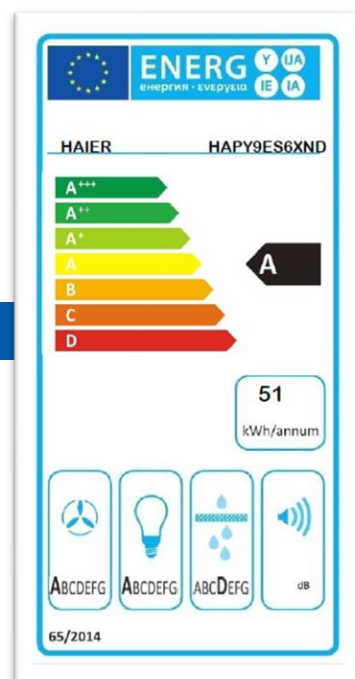 ENERG Y UA
енергия · ενεργεια IE IA
HAIER HAPY9ES6XND
A+++
A++
A+
A A
B
C
D
51
kWh/annum
ABCDEFG ABCDEFG ABCDEFG dB
65/2014